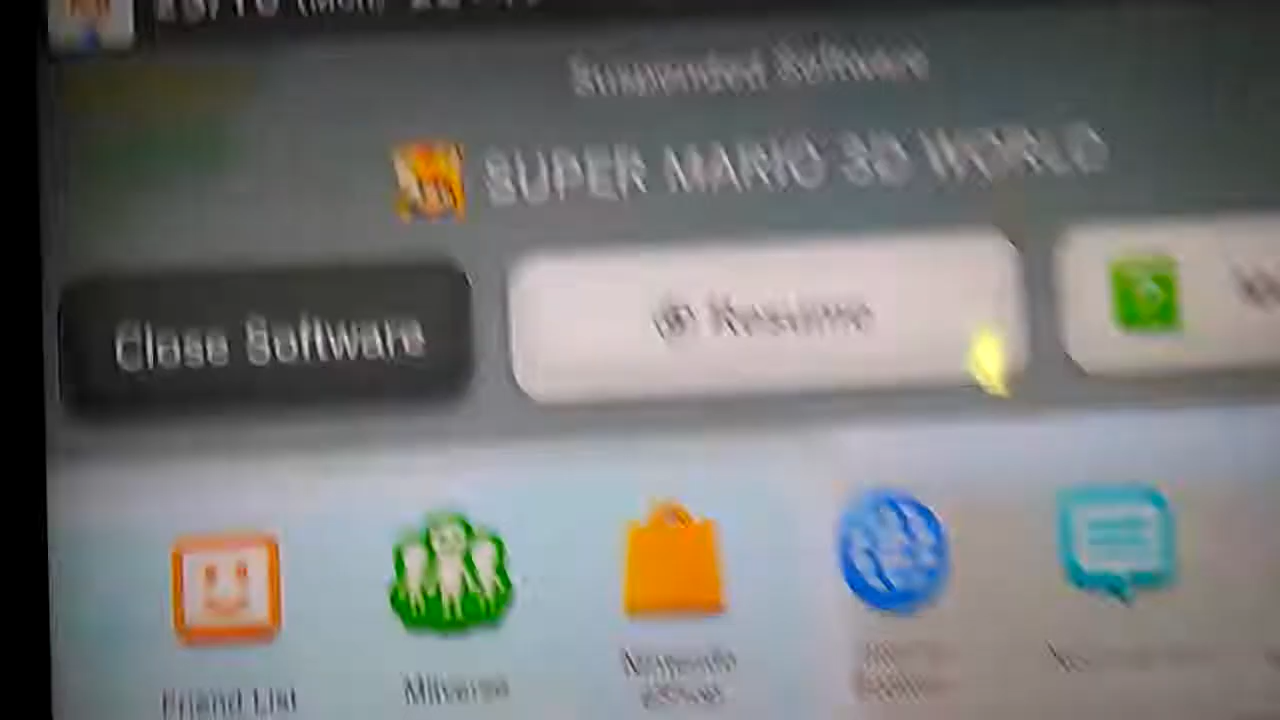 Suspended Software
SUPER MARIO 3D WORLD
Close Software
Resume
Friend List
Miiverse
Nintendo
eShop